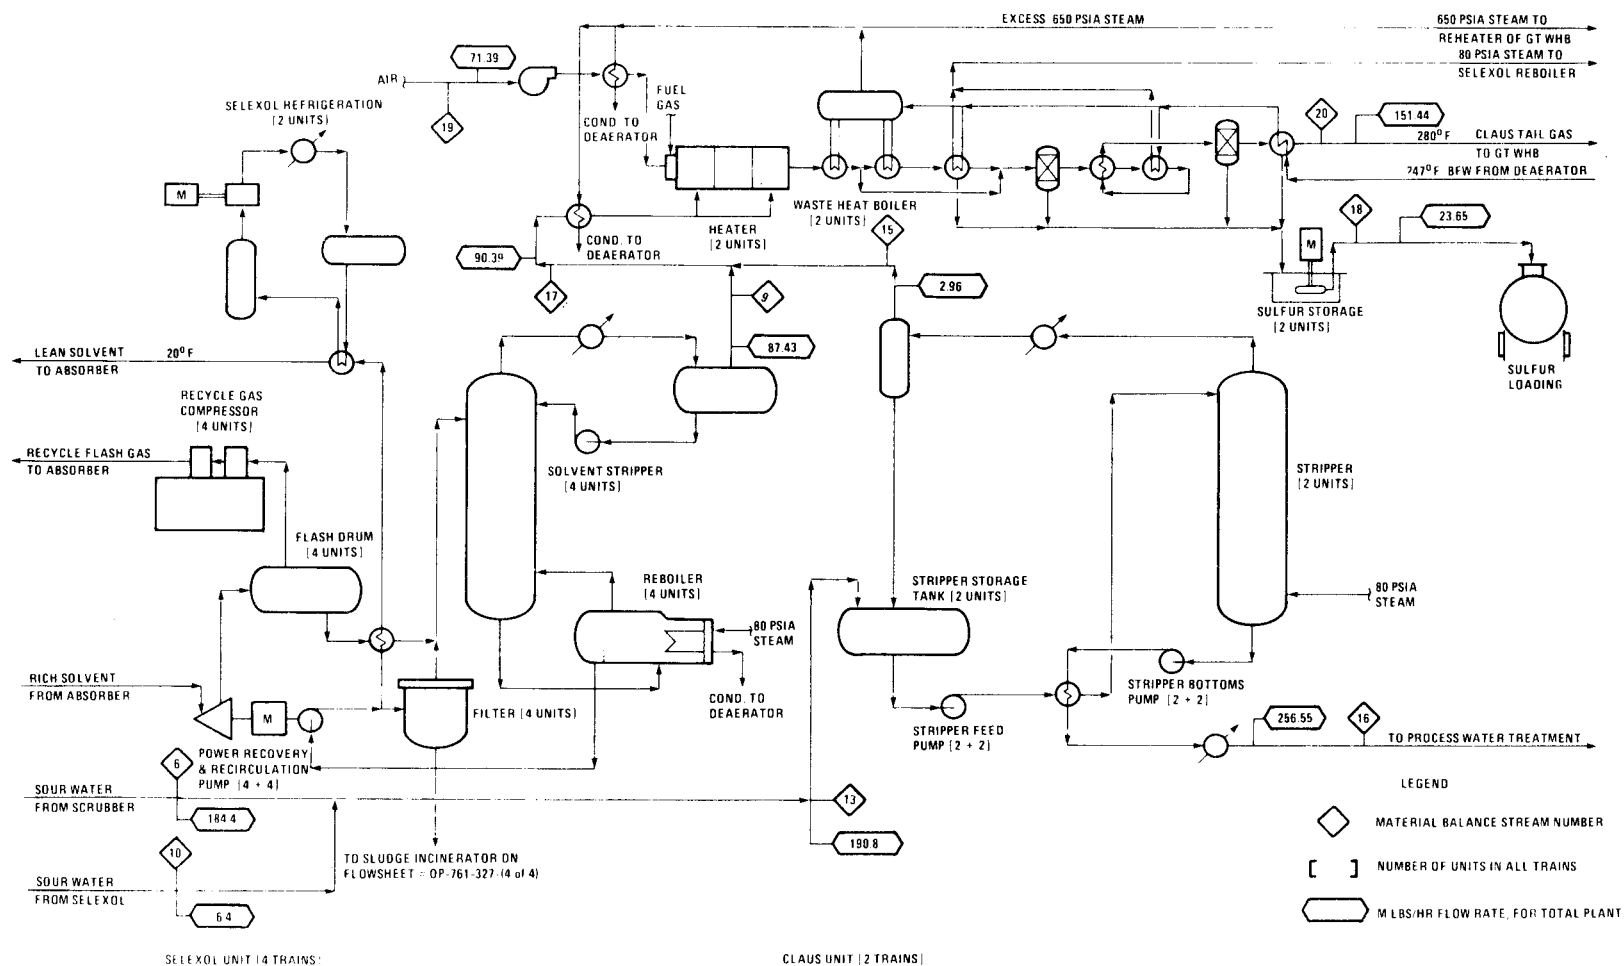 EXCESS 650 PSIA STEAM
650 PSIA STEAM TO
REHEATER OF GT WHB
80 PSIA STEAM TO
SELEXOL REBOILER
71.39
AIR
19
FUEL
GAS
COND TO
DEAERATOR
SELEXOL REFRIGERATION
[2 UNITS]
M
20
151.44
280°F
CLAUS TAIL GAS
TO GT WHB
247°F BFW FROM DEAERATOR
WASTE HEAT BOILER
[2 UNITS]
HEATER
[2 UNITS]
COND. TO
DEAERATOR
90.39
17
15
9
2.96
87.43
18
23.65
M
SULFUR STORAGE
[2 UNITS]
SULFUR
LOADING
LEAN SOLVENT
TO ABSORBER
20°F
RECYCLE GAS
COMPRESSOR
[4 UNITS]
RECYCLE FLASH GAS
TO ABSORBER
SOLVENT STRIPPER
[4 UNITS]
STRIPPER
[2 UNITS]
FLASH DRUM
[4 UNITS]
REBOILER
[4 UNITS]
80 PSIA
STEAM
STRIPPER STORAGE
TANK [2 UNITS]
80 PSIA
STEAM
RICH SOLVENT
FROM ABSORBER
M
FILTER [4 UNITS]
COND. TO
DEAERATOR
STRIPPER BOTTOMS
PUMP [2 + 2]
STRIPPER FEED
PUMP [2 + 2]
256.55
16
TO PROCESS WATER TREATMENT
POWER RECOVERY
& RECIRCULATION
PUMP [4 + 4]
6
SOUR WATER
FROM SCRUBBER
184.4
13
190.8
10
SOUR WATER
FROM SELEXOL
6.4
TO SLUDGE INCINERATOR ON
FLOWSHEET = OP-761-327-(4 of 4)
LEGEND
MATERIAL BALANCE STREAM NUMBER
[ ] NUMBER OF UNITS IN ALL TRAINS
M LBS/HR FLOW RATE, FOR TOTAL PLANT
SELEXOL UNIT [4 TRAINS]
CLAUS UNIT [2 TRAINS]